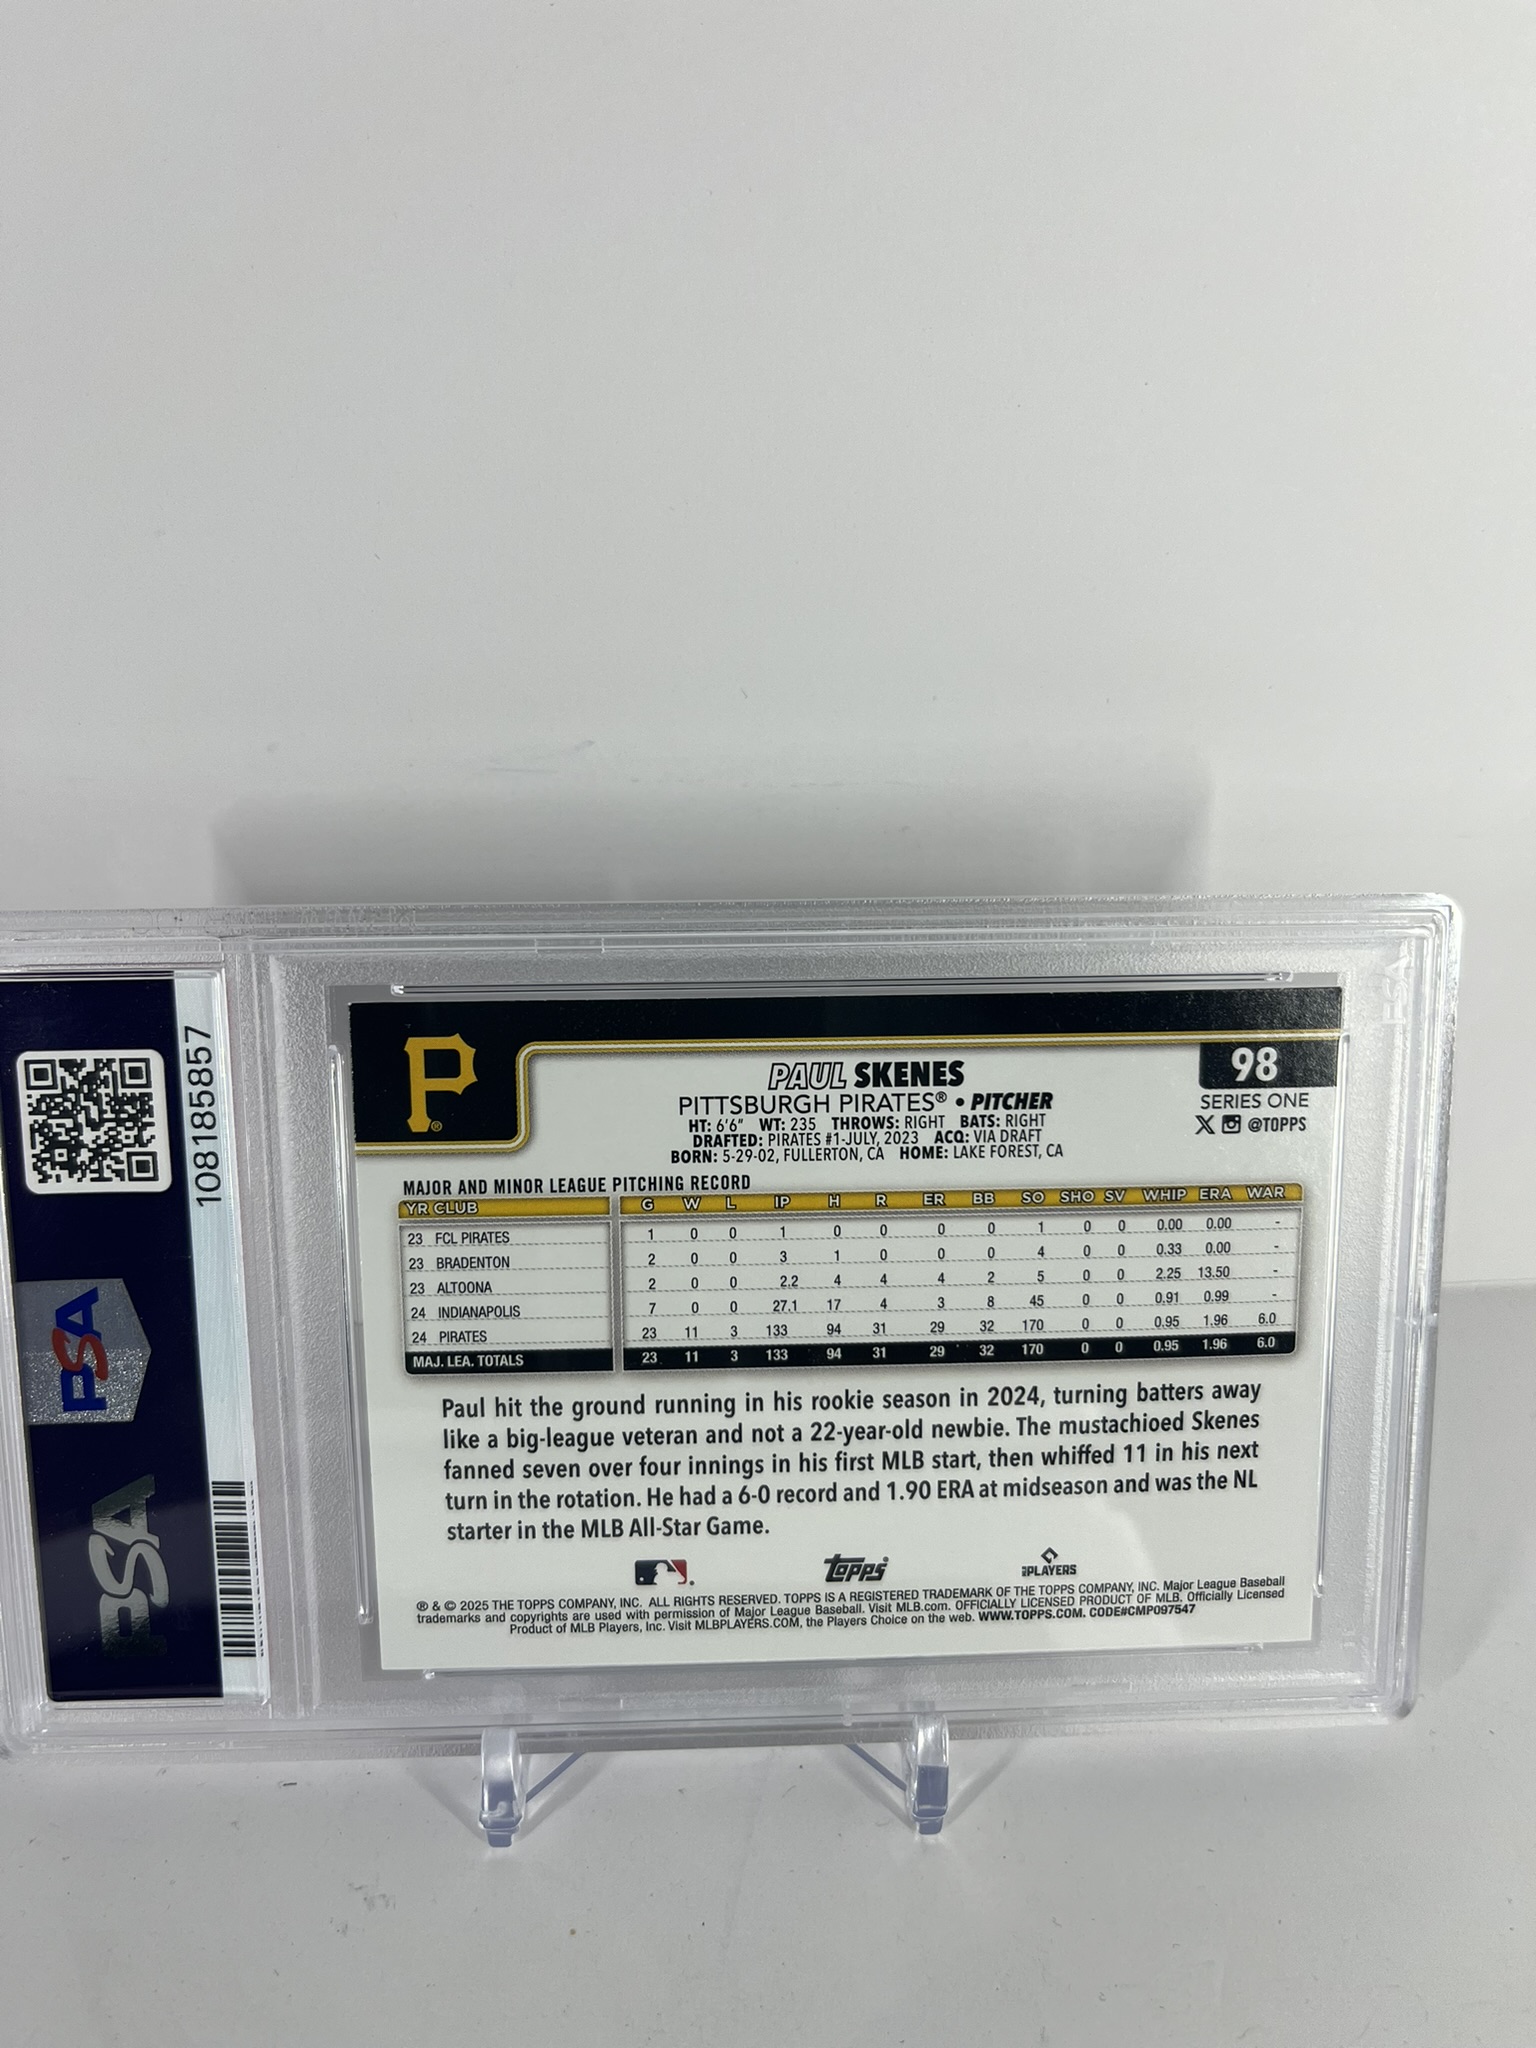 108185857
PSA
PSA
P
98
PAUL SKENES
PITTSBURGH PIRATES® • PITCHER
SERIES ONE
HT: 6'6" WT: 235 THROWS: RIGHT BATS: RIGHT
@TOPPS
DRAFTED: PIRATES #1-JULY, 2023 ACQ: VIA DRAFT
BORN: 5-29-02, FULLERTON, CA HOME: LAKE FOREST, CA
MAJOR AND MINOR LEAGUE PITCHING RECORD
YR CLUB G W L IP H R ER BB SO SHO SV WHIP ERA WAR
23 FCL PIRATES 1 0 0 1 0 0 0 0 1 0 0 0.00 0.00 -
23 BRADENTON 2 0 0 3 1 0 0 0 4 0 0 0.33 0.00 -
23 ALTOONA 2 0 0 2.2 4 4 4 2 5 0 0 2.25 13.50 -
24 INDIANAPOLIS 7 0 0 27.1 17 4 3 8 45 0 0 0.91 0.99 -
24 PIRATES 23 11 3 133 94 31 29 32 170 0 0 0.95 1.96 6.0
MAJ. LEA. TOTALS 23 11 3 133 94 31 29 32 170 0 0 0.95 1.96 6.0
Paul hit the ground running in his rookie season in 2024, turning batters away
like a big-league veteran and not a 22-year-old newbie. The mustachioed Skenes
fanned seven over four innings in his first MLB start, then whiffed 11 in his next
turn in the rotation. He had a 6-0 record and 1.90 ERA at midseason and was the NL
starter in the MLB All-Star Game.
topps
PLAYERS
® & © 2025 THE TOPPS COMPANY, INC. ALL RIGHTS RESERVED. TOPPS IS A REGISTERED TRADEMARK OF THE TOPPS COMPANY, INC. Major League Baseball
trademarks and copyrights are used with permission of Major League Baseball. Visit MLB.com. OFFICIALLY LICENSED PRODUCT OF MLB. Officially Licensed
Product of MLB Players, Inc. Visit MLBPLAYERS.COM, the Players Choice on the web. WWW.TOPPS.COM. CODE#CMP097547